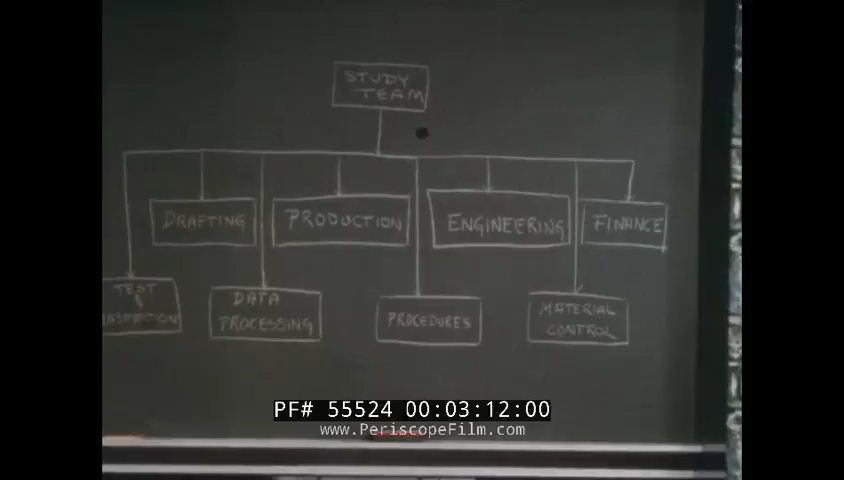 STUDY
TEAM
DRAFTING
PRODUCTION
ENGINEERING
FINANCE
TEST
&
INSPECTION
DATA
PROCESSING
PROCEDURES
MATERIAL
CONTROL
PF# 55524 00:03:12:00
www.PeriscopeFilm.com